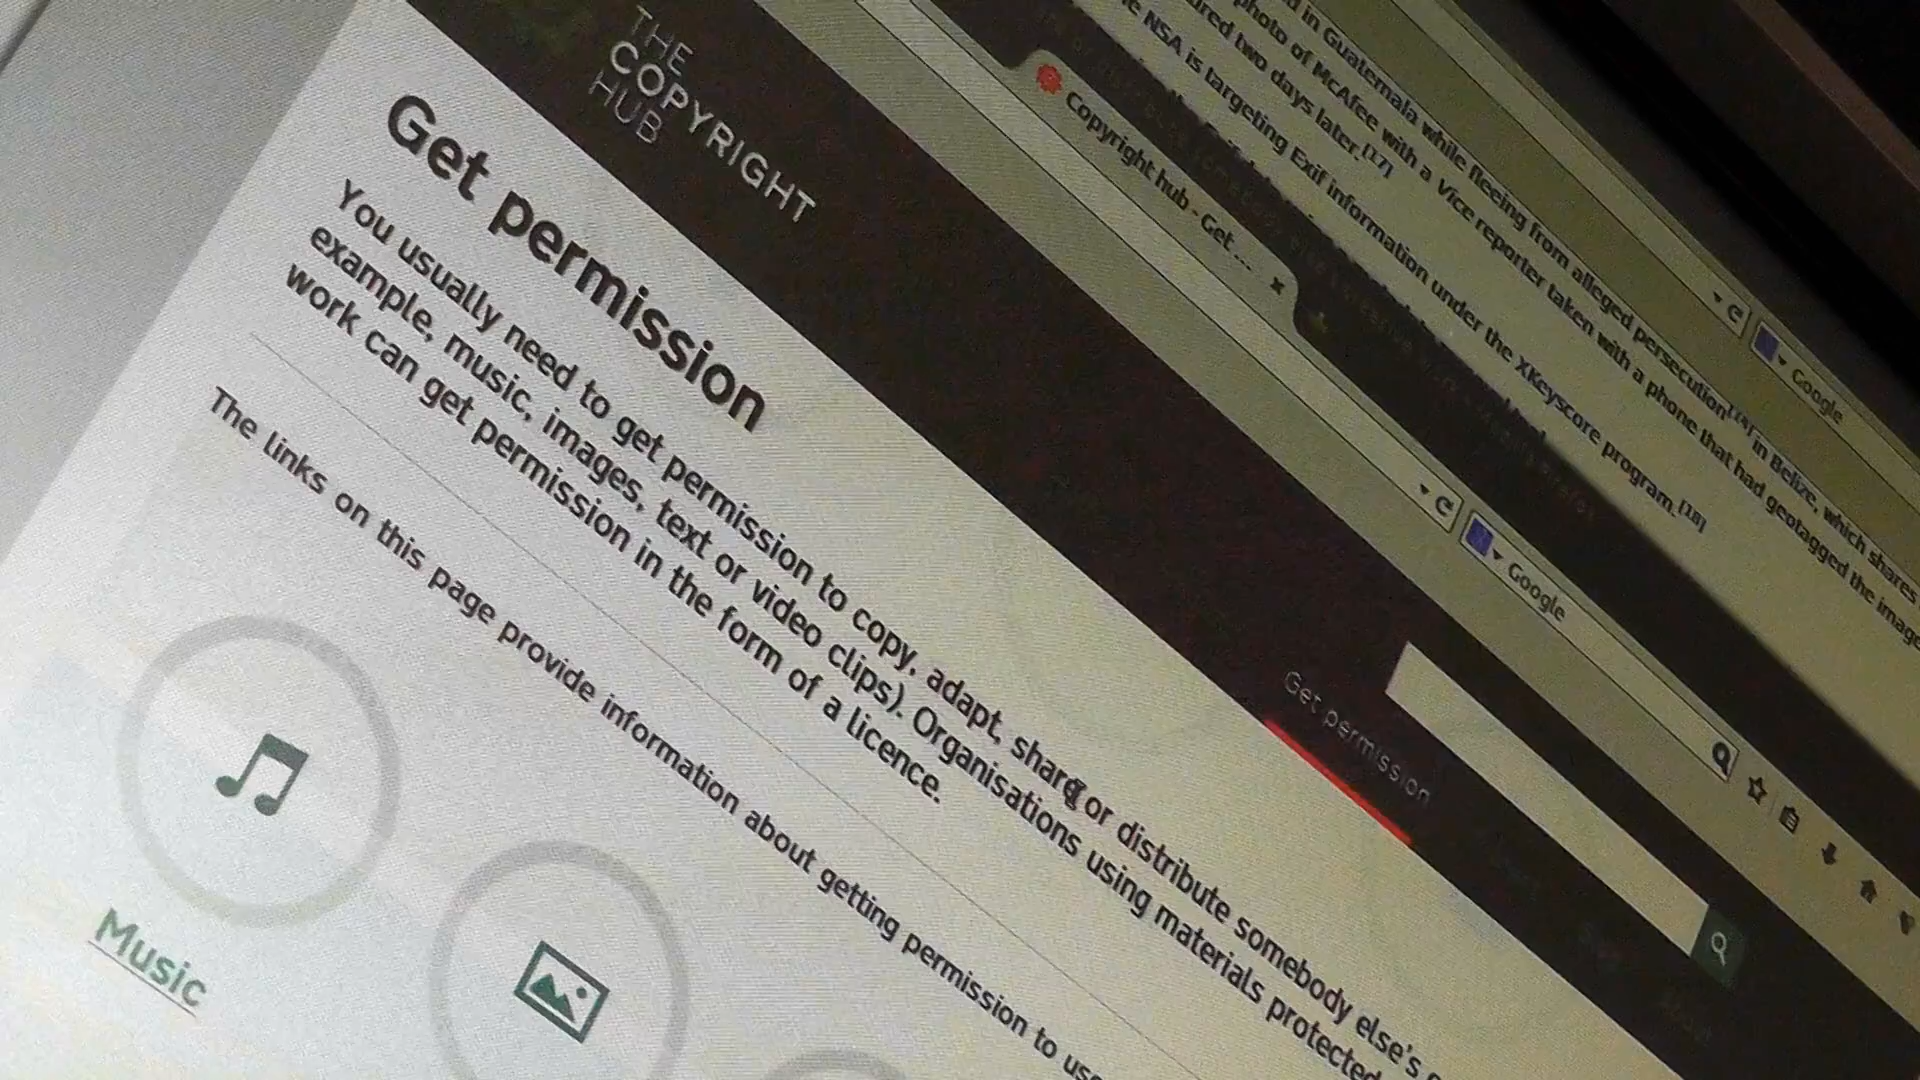 d in Guatemala while fleeing from alleged persecution[14] in Belize, which shares
photo of McAfee with a Vice reporter taken with a phone that had geotagged the image
ured two days later.[17]
e NSA is targeting Exif information under the XKeyscore program.[18]
Google
Copyright hub - Get...
Google
THE
COPYRIGHT
HUB
Get permission
Get permission
You usually need to get permission to copy, adapt, share or distribute somebody else's
example, music, images, text or video clips). Organisations using materials protected
work can get permission in the form of a licence.
The links on this page provide information about getting permission to use
Music